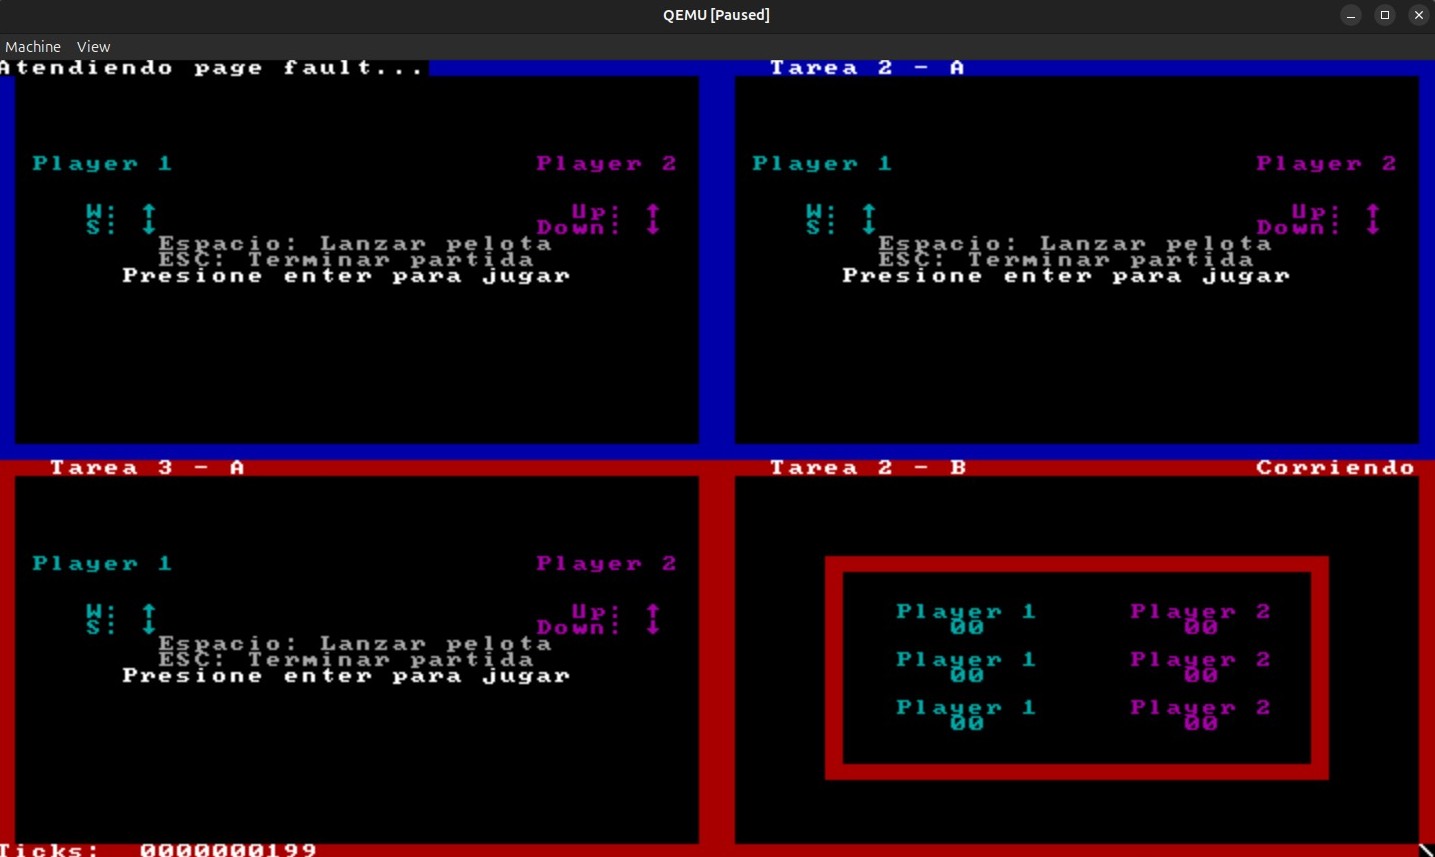 QEMU [Paused]
Machine View
Atendiendo page fault...
Player 1 Player 2
W: ↑ Up: ↑
S: ↓ Down: ↓
Espacio: Lanzar pelota
ESC: Terminar partida
Presione enter para jugar
Tarea 2 - A
Player 1 Player 2
W: ↑ Up: ↑
S: ↓ Down: ↓
Espacio: Lanzar pelota
ESC: Terminar partida
Presione enter para jugar
Tarea 3 - A
Player 1 Player 2
W: ↑ Up: ↑
S: ↓ Down: ↓
Espacio: Lanzar pelota
ESC: Terminar partida
Presione enter para jugar
Tarea 2 - B Corriendo
Player 1 Player 2
00 00
Player 1 Player 2
00 00
Player 1 Player 2
00 00
Ticks: 0000000199
\